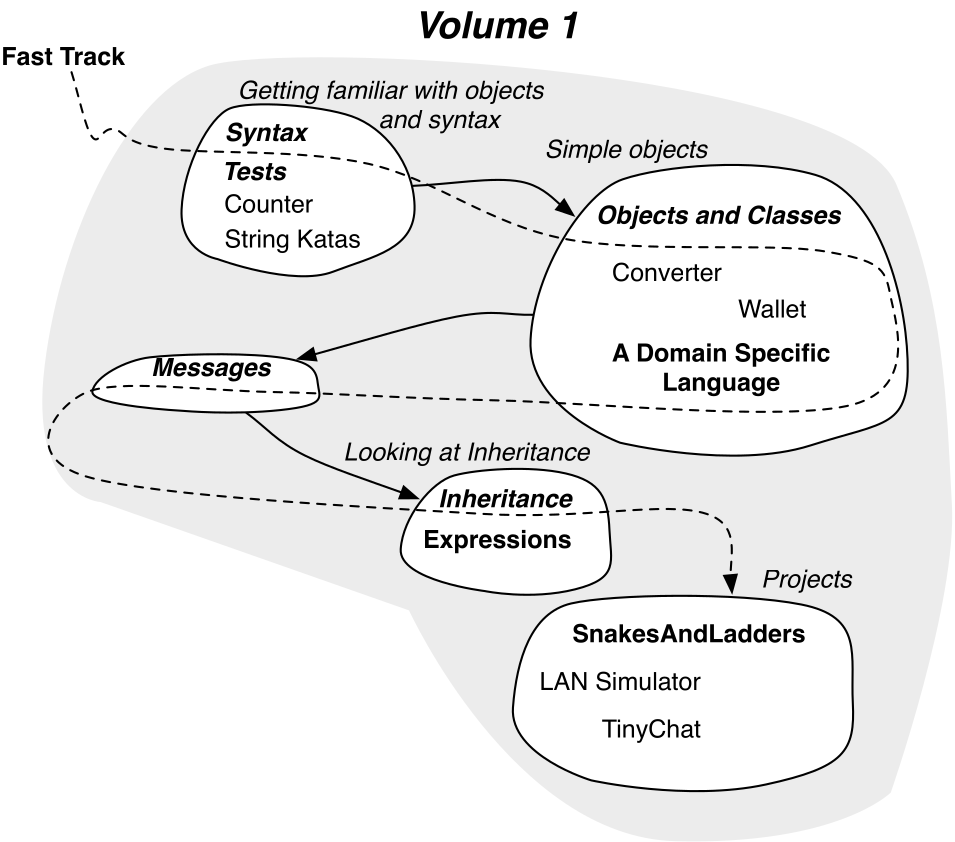 Volume 1
Fast Track
Getting familiar with objects
and syntax
Syntax
Tests
Counter
String Katas
Simple objects
Objects and Classes
Converter
Wallet
A Domain Specific
Language
Messages
Looking at Inheritance
Inheritance
Expressions
Projects
SnakesAndLadders
LAN Simulator
TinyChat